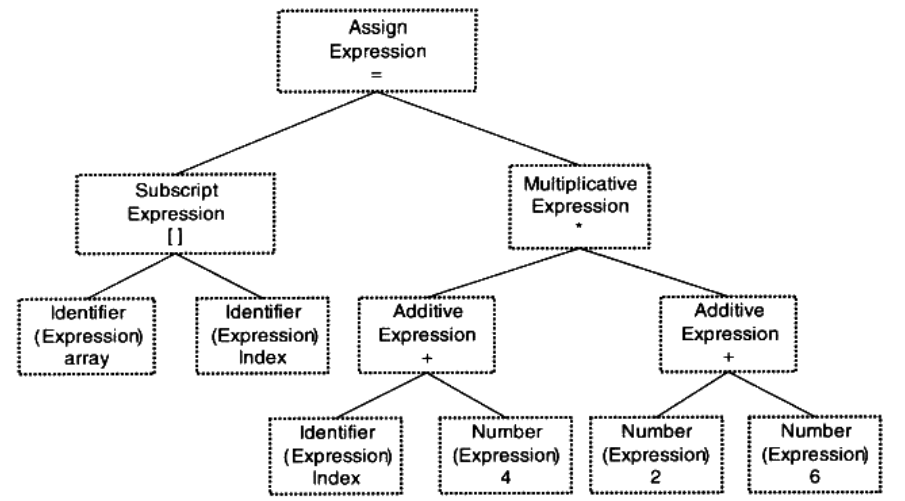 Assign
Expression
=
Subscript
Expression
[ ]
Multiplicative
Expression
*
Identifier
(Expression)
array
Identifier
(Expression)
Index
Additive
Expression
+
Additive
Expression
+
Identifier
(Expression)
Index
Number
(Expression)
4
Number
(Expression)
2
Number
(Expression)
6